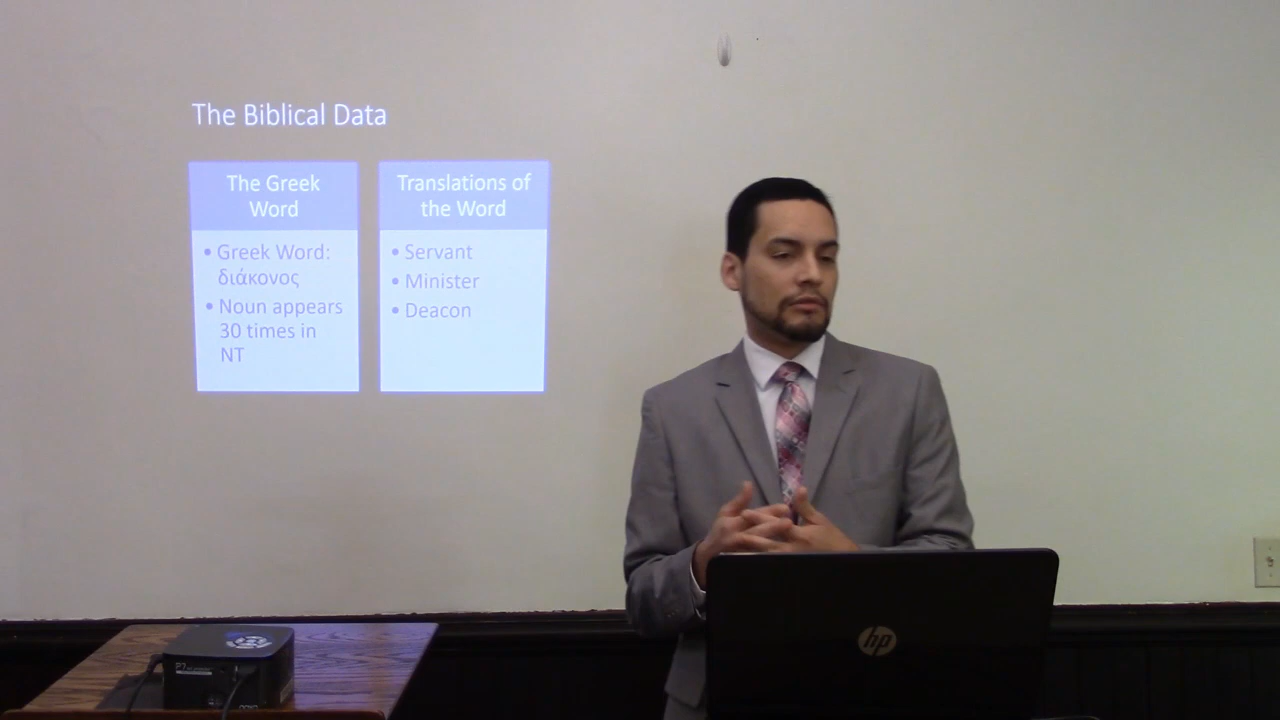 The Biblical Data
The Greek
Word
• Greek Word:
διάκονος
• Noun appears
30 times in
NT
Translations of
the Word
• Servant
• Minister
• Deacon
hp
P7